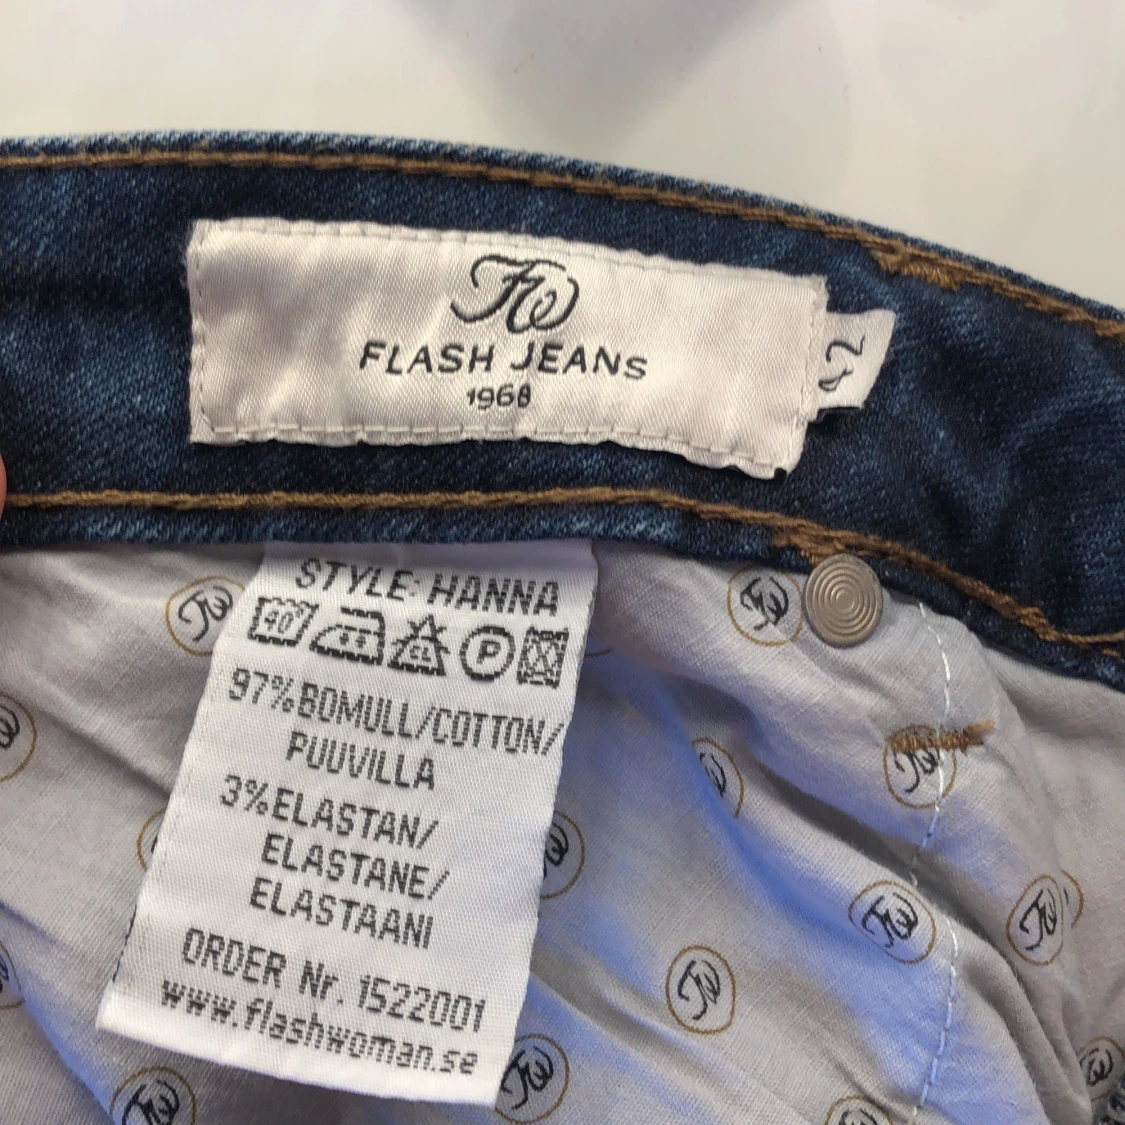 FW
FLASH JEANS
1968
42
STYLE: HANNA
40° CL P
97%BOMULL/COTTON/
PUUVILLA
3%ELASTAN/
ELASTANE/
ELASTAANI
ORDER Nr. 1522001
www.flashwoman.se